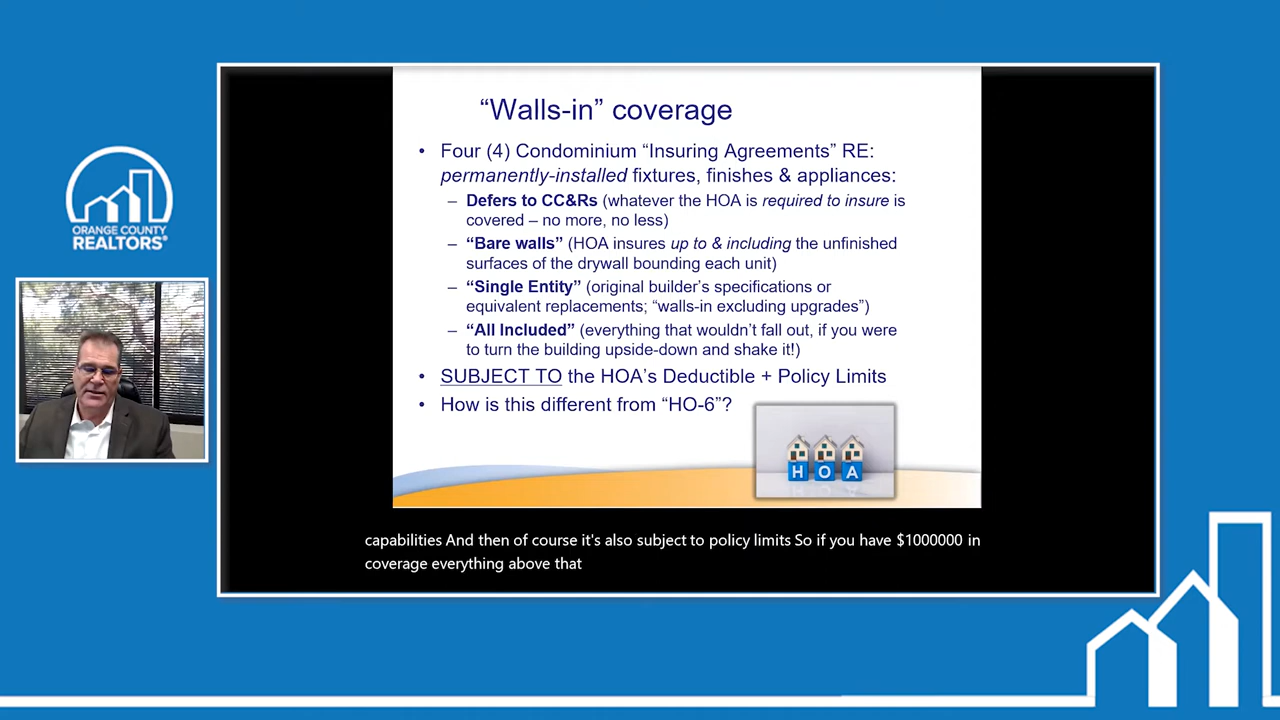 “Walls-in” coverage
• Four (4) Condominium “Insuring Agreements” RE:
permanently-installed fixtures, finishes & appliances:
– Defers to CC&Rs (whatever the HOA is required to insure is
covered – no more, no less)
– “Bare walls” (HOA insures up to & including the unfinished
surfaces of the drywall bounding each unit)
– “Single Entity” (original builder’s specifications or
equivalent replacements; “walls-in excluding upgrades”)
– “All Included” (everything that wouldn’t fall out, if you were
to turn the building upside-down and shake it!)
• SUBJECT TO the HOA’s Deductible + Policy Limits
• How is this different from “HO-6”?
H O A
ORANGE COUNTY
REALTORS®
capabilities And then of course it's also subject to policy limits So if you have $1000000 in
coverage everything above that